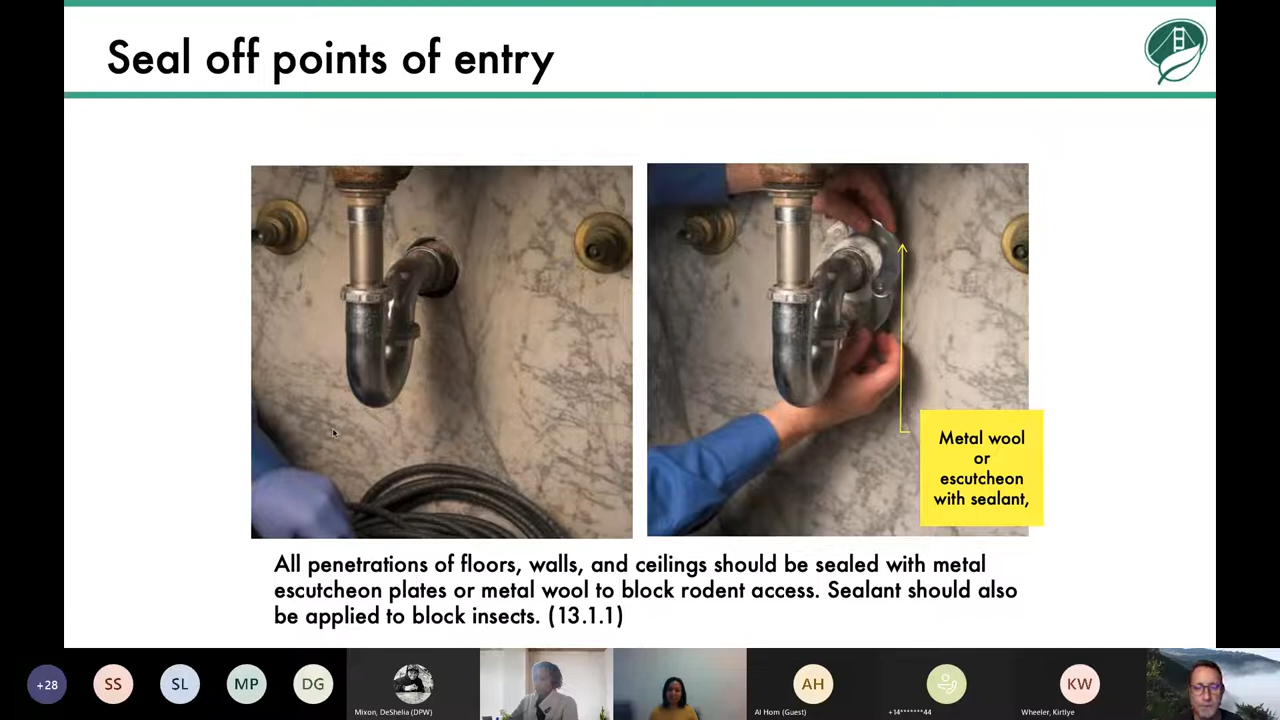 Seal off points of entry
Metal wool
or
escutcheon
with sealant,
All penetrations of floors, walls, and ceilings should be sealed with metal
escutcheon plates or metal wool to block rodent access. Sealant should also
be applied to block insects. (13.1.1)
+28
SS
SL
MP
DG
Mixon, DeShelia (DPW)
AH
Al Hom (Guest)
+14*******44
KW
Wheeler, Kirtlye